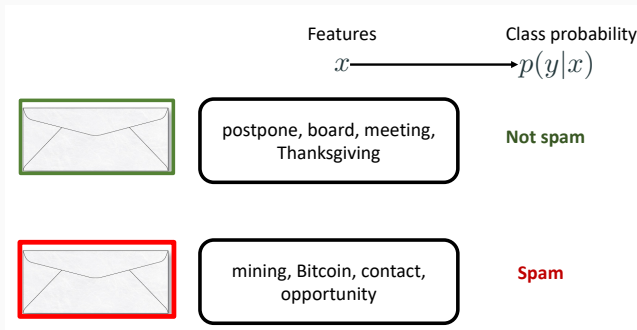 Features
Class probability
x
p(y|x)
postpone, board, meeting,
Thanksgiving
Not spam
mining, Bitcoin, contact,
opportunity
Spam